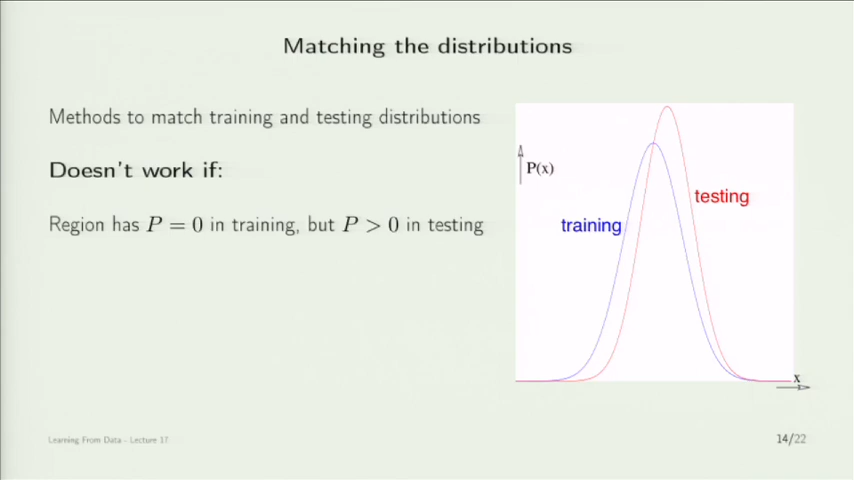 Matching the distributions
Methods to match training and testing distributions
Doesn't work if:
Region has P = 0 in training, but P > 0 in testing
P(x)
testing
training
x
Learning From Data - Lecture 17
14/22